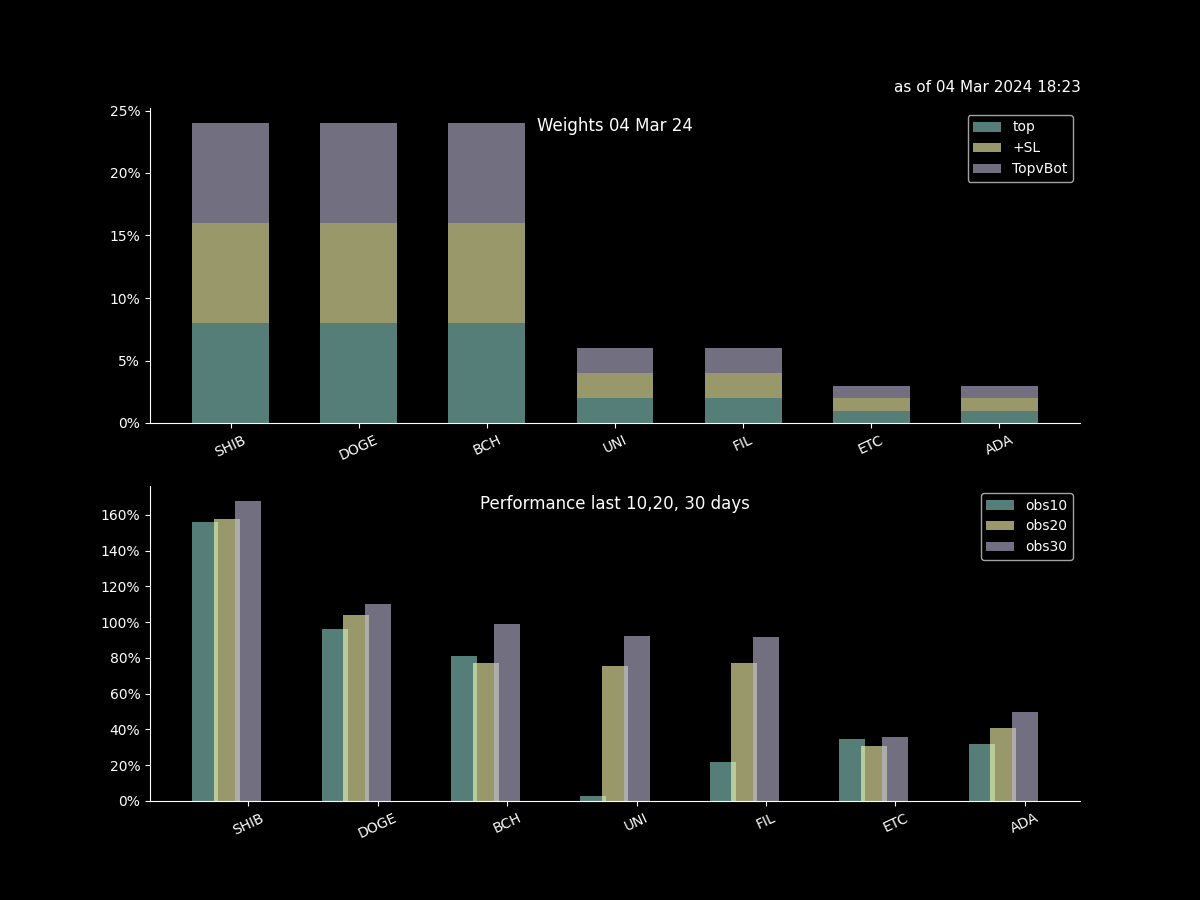 as of 04 Mar 2024 18:23
Weights 04 Mar 24
25%
20%
15%
10%
5%
0%
top
+SL
TopvBot
SHIB DOGE BCH UNI FIL ETC ADA
Performance last 10,20, 30 days
160%
140%
120%
100%
80%
60%
40%
20%
0%
obs10
obs20
obs30
SHIB DOGE BCH UNI FIL ETC ADA